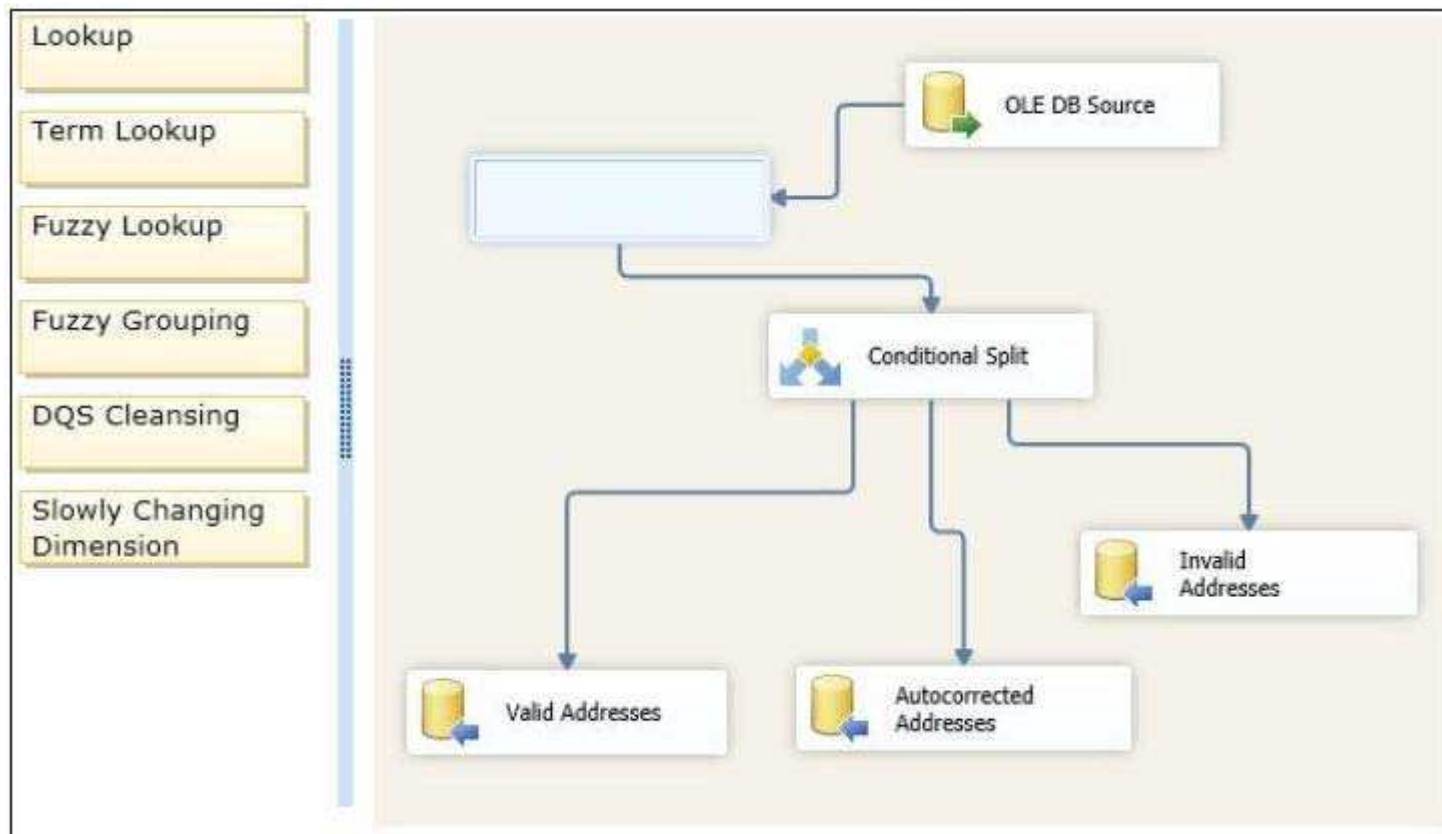 Lookup
Term Lookup
Fuzzy Lookup
Fuzzy Grouping
DQS Cleansing
Slowly Changing
Dimension
OLE DB Source
Conditional Split
Invalid
Addresses
Valid Addresses
Autocorrected
Addresses